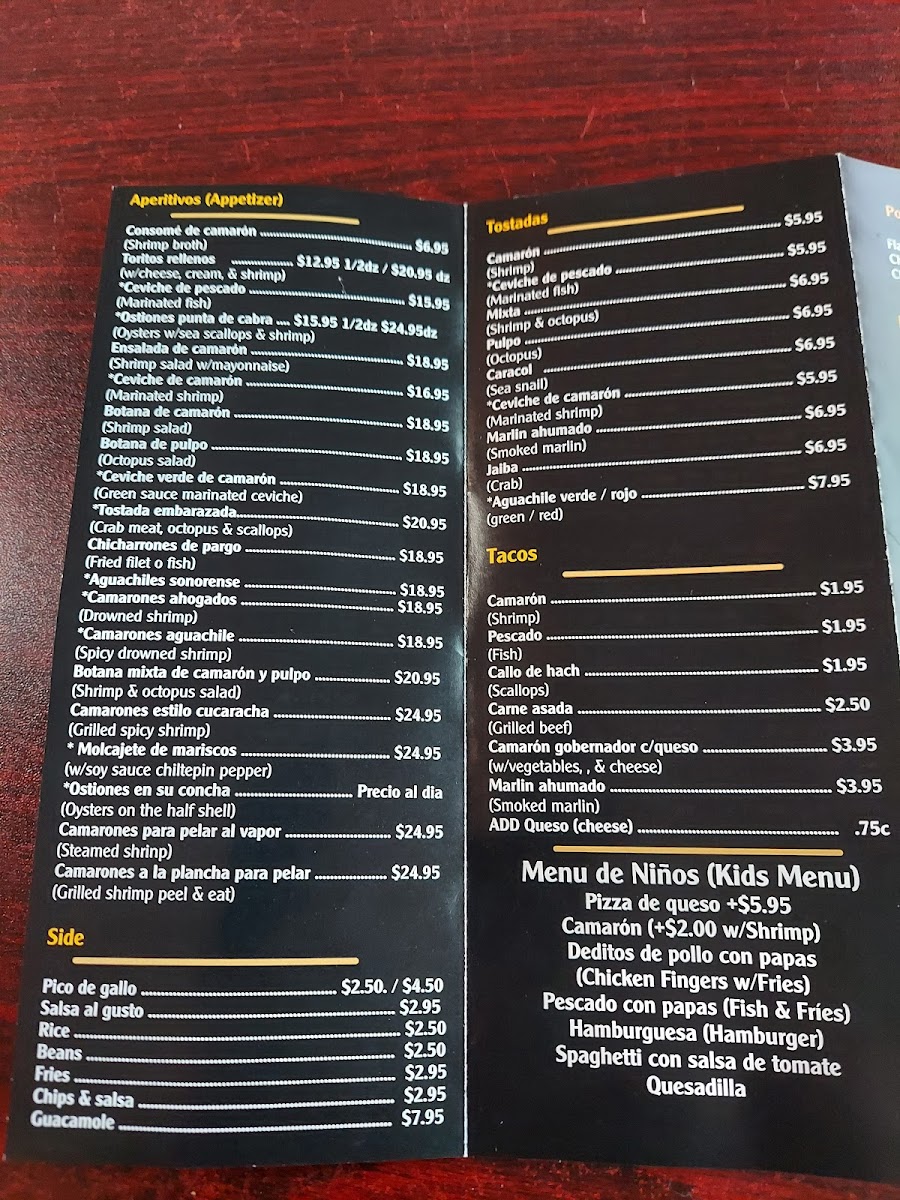 Aperitivos (Appetizer)
Consomé de camarón ........ $6.95
(Shrimp broth)
Toritos rellenos ........ $12.95 1/2dz / $20.95 dz
(w/cheese, cream, & shrimp)
*Ceviche de pescado ........ $15.95
(Marinated fish)
*Ostiones punta de cabra .... $15.95 1/2dz $24.95dz
(Oysters w/sea scallops & shrimp)
Ensalada de camarón ........ $18.95
(Shrimp salad w/mayonnaise)
*Ceviche de camarón ........ $16.95
(Marinated shrimp)
Botana de camarón ........ $18.95
(Shrimp salad)
Botana de pulpo ........ $18.95
(Octopus salad)
*Ceviche verde de camarón ........ $18.95
(Green sauce marinated ceviche)
*Tostada embarazada ........ $20.95
(Crab meat, octopus & scallops)
Chicharrones de pargo ........ $18.95
(Fried filet o fish)
*Aguachiles sonorense ........ $18.95
*Camarones ahogados ........ $18.95
(Drowned shrimp)
*Camarones aguachile ........ $18.95
(Spicy drowned shrimp)
Botana mixta de camarón y pulpo ........ $20.95
(Shrimp & octopus salad)
Camarones estilo cucaracha ........ $24.95
(Grilled spicy shrimp)
* Molcajete de mariscos ........ $24.95
(w/soy sauce chiltepin pepper)
*Ostiones en su concha ........ Precio al dia
(Oysters on the half shell)
Camarones para pelar al vapor ........ $24.95
(Steamed shrinp)
Camarones a la plancha para pelar ........ $24.95
(Grilled shrimp peel & eat)
Side
Pico de gallo ........ $2.50. / $4.50
Salsa al gusto ........ $2.95
Rice ........ $2.50
Beans ........ $2.50
Fries ........ $2.95
Chips & salsa ........ $2.95
Guacamole ........ $7.95
Tostadas
Camarón ........ $5.95
(Shrimp)
*Ceviche de pescado ........ $5.95
(Marinated fish)
Mixta ........ $6.95
(Shrimp & octopus)
Pulpo ........ $6.95
(Octopus)
Caracol ........ $6.95
(Sea snail)
*Ceviche de camarón ........ $5.95
(Marinated shrimp)
Marlin ahumado ........ $6.95
(Smoked marlin)
Jaiba ........ $6.95
(Crab)
*Aguachile verde / rojo ........ $7.95
(green / red)
Tacos
Camarón ........ $1.95
(Shrimp)
Pescado ........ $1.95
(Fish)
Callo de hach ........ $1.95
(Scallops)
Carne asada ........ $2.50
(Grilled beef)
Camarón gobernador c/queso ........ $3.95
(w/vegetables, , & cheese)
Marlin ahumado ........ $3.95
(Smoked marlin)
ADD Queso (cheese) ........ .75c
Menu de Niños (Kids Menu)
Pizza de queso +$5.95
Camarón (+$2.00 w/Shrimp)
Deditos de pollo con papas
(Chicken Fingers w/Fries)
Pescado con papas (Fish & Fríes)
Hamburguesa (Hamburger)
Spaghetti con salsa de tomate
Quesadilla